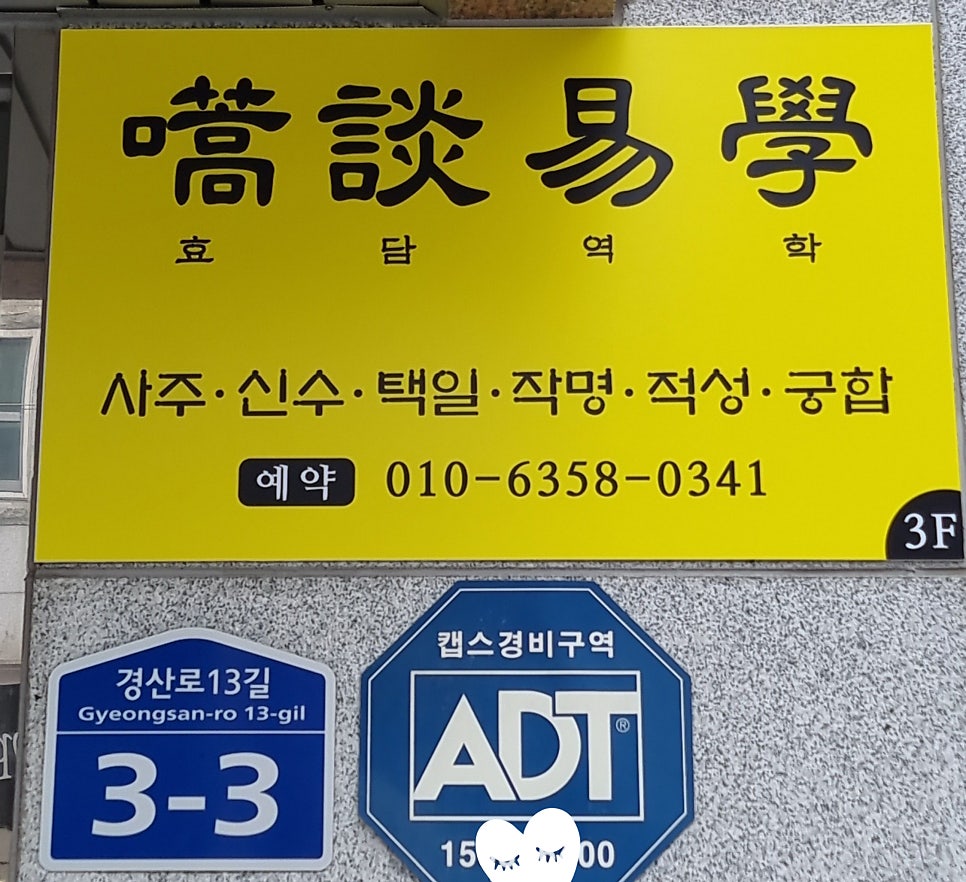 嚆談易學
효담역학
사주·신수·택일·작명·적성·궁합
예약 010-6358-0341
3F
경산로13길
Gyeongsan-ro 13-gil
3-3
캡스경비구역
ADT®